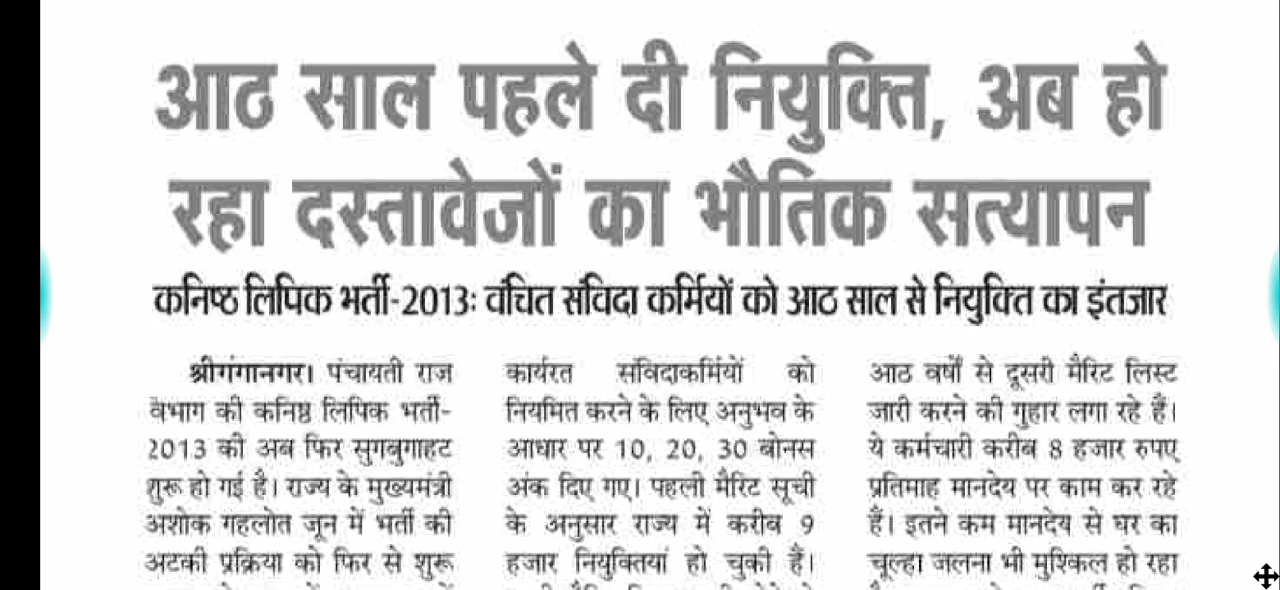 आठ साल पहले दी नियुक्ति, अब हो
रहा दस्तावेजों का भौतिक सत्यापन
कनिष्ठ लिपिक भर्ती-2013: वंचित संविदा कर्मियों को आठ साल से नियुक्ति का इंतजार
श्रीगंगानगर। पंचायती राज
वभाग की कनिष्ठ लिपिक भर्ती-
2013 की अब फिर सुगबुगाहट
शुरू हो गई है। राज्य के मुख्यमंत्री
अशोक गहलोत जून में भर्ती की
अटकी प्रक्रिया को फिर से शुरू
कार्यरत संविदाकर्मियों को
नियमित करने के लिए अनुभव के
आधार पर 10, 20, 30 बोनस
अंक दिए गए। पहली मैरिट सूची
के अनुसार राज्य में करीब 9
हजार नियुक्तियां हो चुकी हैं।
आठ वर्षों से दूसरी मैरिट लिस्ट
जारी करने की गुहार लगा रहे हैं।
ये कर्मचारी करीब 8 हजार रुपए
प्रतिमाह मानदेय पर काम कर रहे
हैं। इतने कम मानदेय से घर का
चूल्हा जलना भी मुश्किल हो रहा